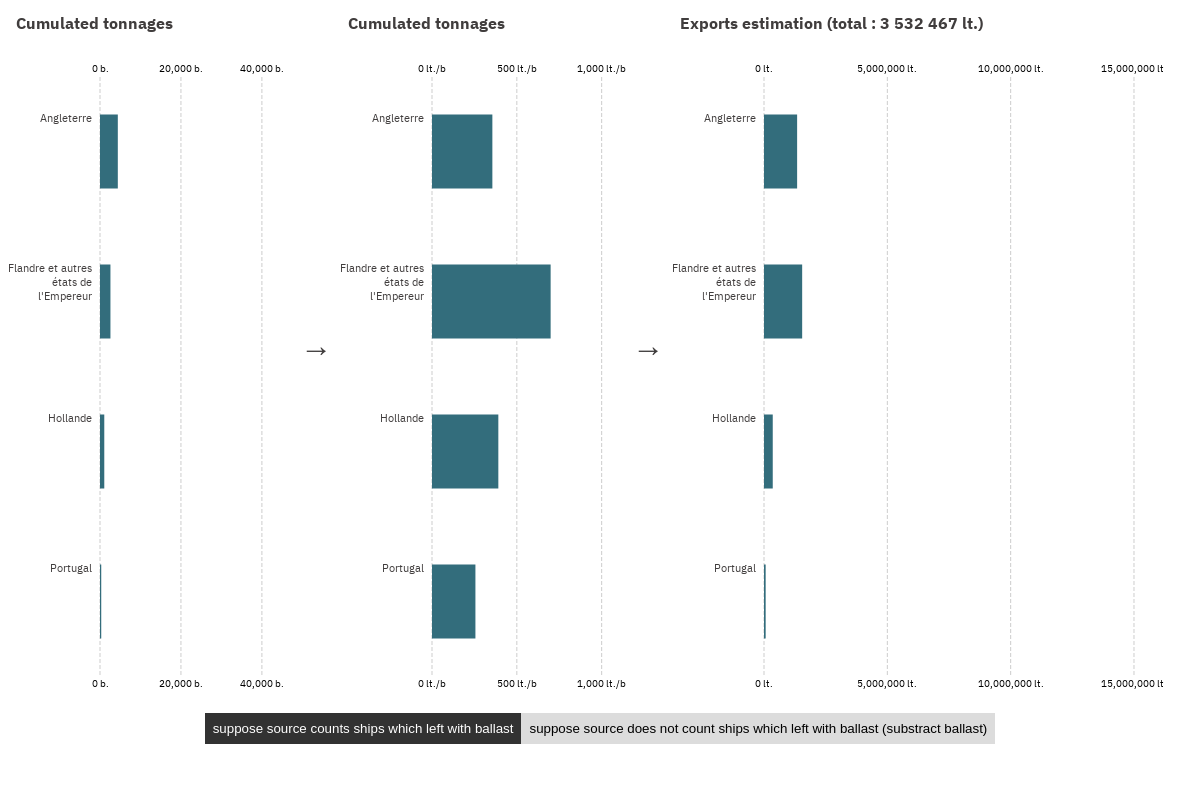 Cumulated tonnages
0 b.
20,000 b.
40,000 b.
Angleterre
Flandre et autres
états de
l'Empereur
Hollande
Portugal
0 b.
20,000 b.
40,000 b.
→
Cumulated tonnages
0 lt./b
500 lt./b
1,000 lt./b
Angleterre
Flandre et autres
états de
l'Empereur
Hollande
Portugal
0 lt./b
500 lt./b
1,000 lt./b
→
Exports estimation (total : 3 532 467 lt.)
0 lt.
5,000,000 lt.
10,000,000 lt.
15,000,000 lt
Angleterre
Flandre et autres
états de
l'Empereur
Hollande
Portugal
0 lt.
5,000,000 lt.
10,000,000 lt.
15,000,000 lt
suppose source counts ships which left with ballast
suppose source does not count ships which left with ballast (substract ballast)